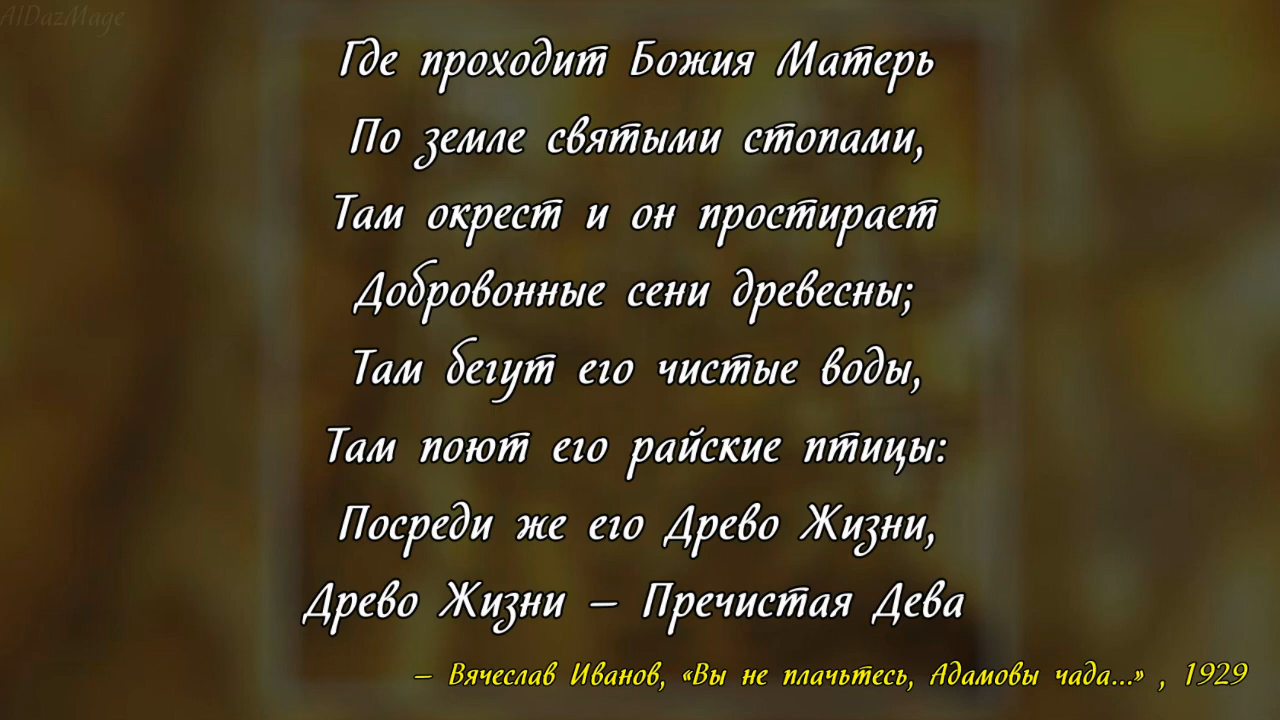 AlDazMage
Где проходит Божия Матерь
По земле святыми стопами,
Там окрест и он простирает
Добровонные сени древесны;
Там бегут его чистые воды,
Там поют его райские птицы:
Посреди же его Древо Жизни,
Древо Жизни – Пречистая Дева
– Вячеслав Иванов, «Вы не плачьтесь, Адамовы чада...» , 1929